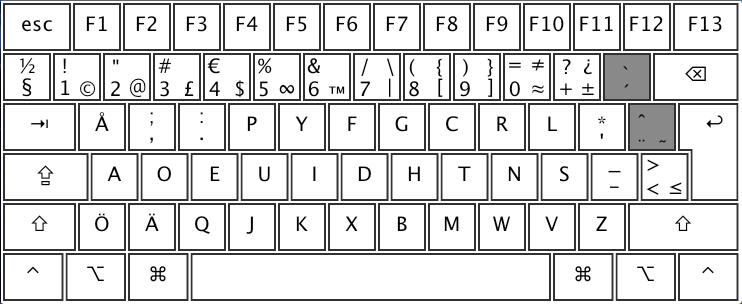 esc F1 F2 F3 F4 F5 F6 F7 F8 F9 F10 F11 F12 F13
½ ! " # € % & / \ ( { ) } = ≠ ? ¿ ` ⌫
§ 1 © 2 @ 3 £ 4 $ 5 ∞ 6 ™ 7 | 8 [ 9 ] 0 ≈ + ± ´
⇥ Å ; : P Y F G C R L * ^ ↩
, . ' ¨ ~
⇪ A O E U I D H T N S _ >
– < ≤
⇧ Ö Ä Q J K X B M W V Z ⇧
⌃ ⌥ ⌘ ⌘ ⌥ ⌃